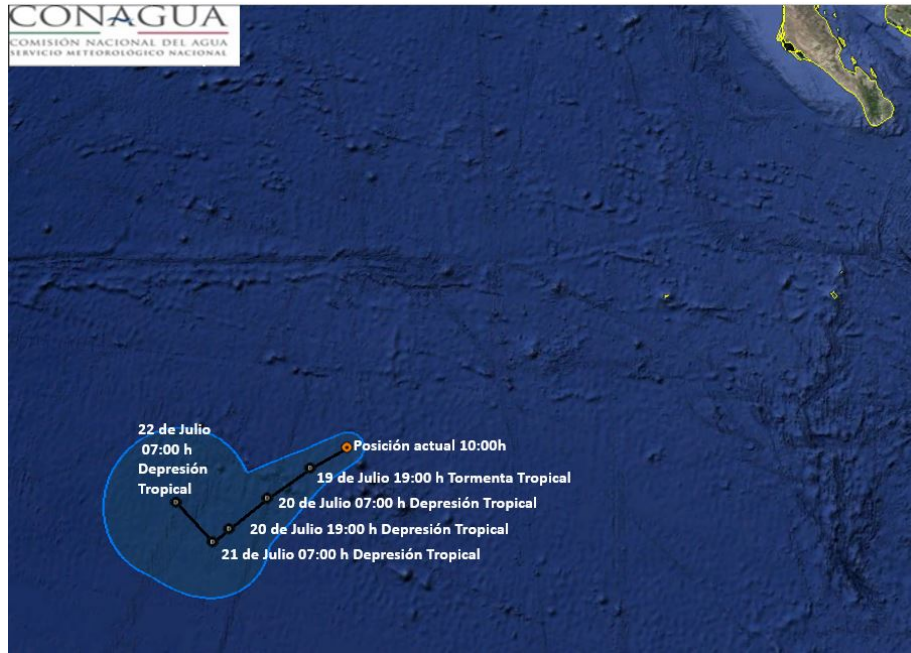 CONAGUA
COMISIÓN NACIONAL DEL AGUA
SERVICIO METEOROLÓGICO NACIONAL
22 de Julio
07:00 h
Depresión
Tropical
Posición actual 10:00h
19 de Julio 19:00 h Tormenta Tropical
20 de Julio 07:00 h Depresión Tropical
20 de Julio 19:00 h Depresión Tropical
21 de Julio 07:00 h Depresión Tropical